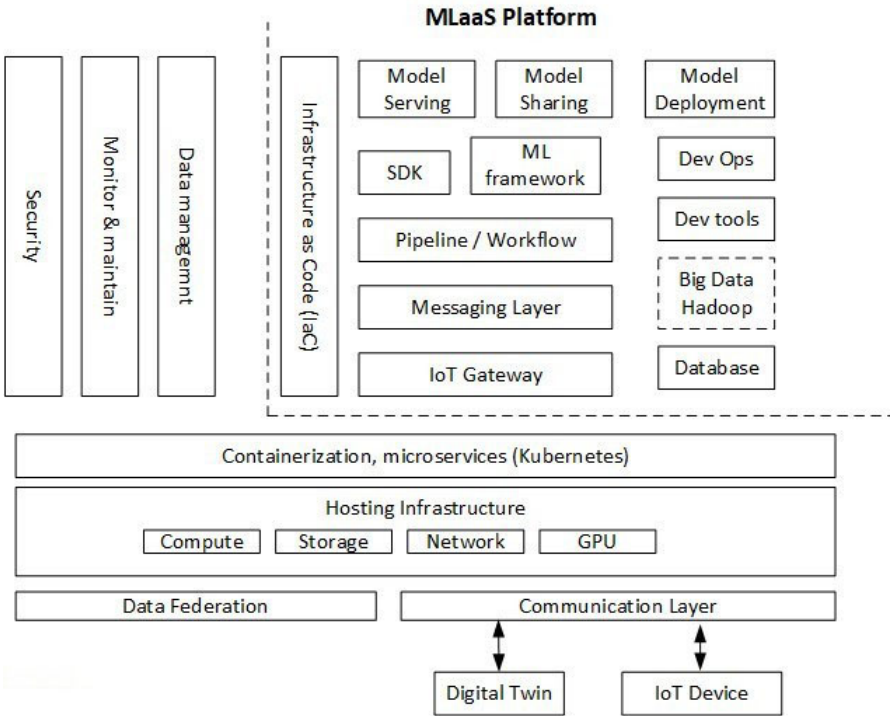 MLaaS Platform
Security
Monitor & maintain
Data managemnt
Infrastructure as Code (IaC)
Model
Serving
Model
Sharing
Model
Deployment
SDK
ML
framework
Dev Ops
Pipeline / Workflow
Dev tools
Messaging Layer
Big Data
Hadoop
IoT Gateway
Database
Containerization, microservices (Kubernetes)
Hosting Infrastructure
Compute
Storage
Network
GPU
Data Federation
Communication Layer
Digital Twin
IoT Device